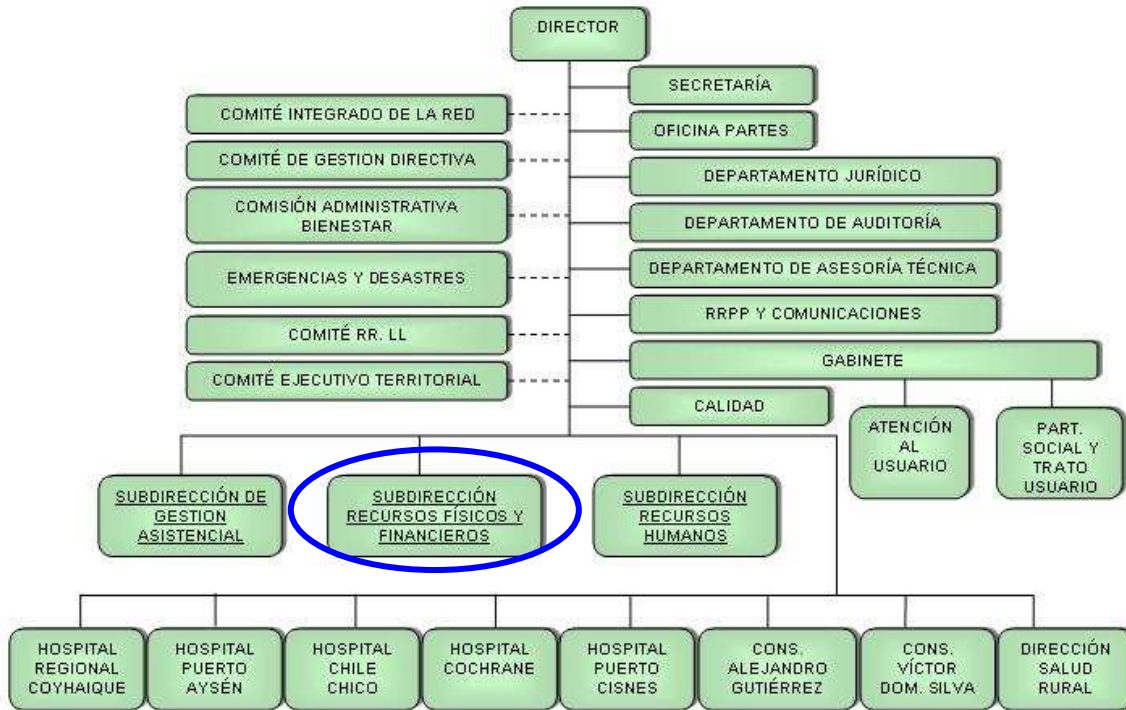 DIRECTOR
SECRETARÍA
OFICINA PARTES
DEPARTAMENTO JURÍDICO
DEPARTAMENTO DE AUDITORÍA
DEPARTAMENTO DE ASESORÍA TÉCNICA
RRPP Y COMUNICACIONES
GABINETE
CALIDAD
ATENCIÓN
AL
USUARIO
PART.
SOCIAL Y
TRATO
USUARIO
COMITÉ INTEGRADO DE LA RED
COMITÉ DE GESTION DIRECTIVA
COMISIÓN ADMINISTRATIVA
BIENESTAR
EMERGENCIAS Y DESASTRES
COMITÉ RR. LL
COMITÉ EJECUTIVO TERRITORIAL
SUBDIRECCIÓN DE
GESTION
ASISTENCIAL
SUBDIRECCIÓN
RECURSOS FÍSICOS Y
FINANCIEROS
SUBDIRECCIÓN
RECURSOS
HUMANOS
HOSPITAL
REGIONAL
COYHAIQUE
HOSPITAL
PUERTO
AYSÉN
HOSPITAL
CHILE
CHICO
HOSPITAL
COCHRANE
HOSPITAL
PUERTO
CISNES
CONS.
ALEJANDRO
GUTIÉRREZ
CONS.
VÍCTOR
DOM. SILVA
DIRECCIÓN
SALUD
RURAL